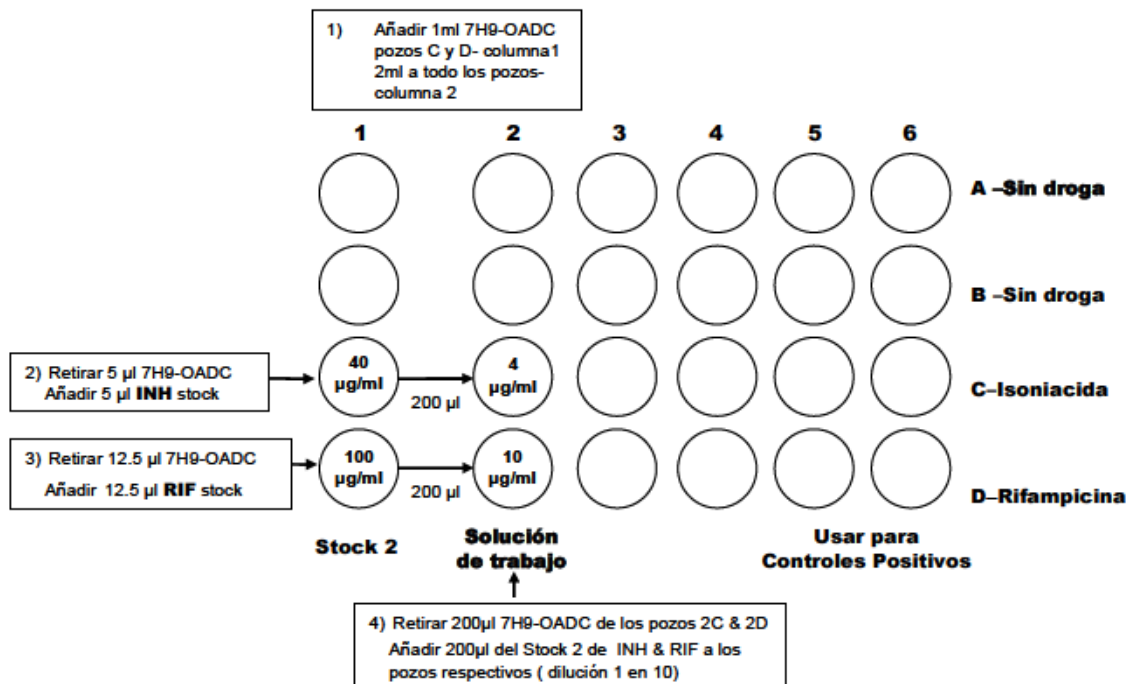 1) Añadir 1ml 7H9-OADC
pozos C y D- columna1
2ml a todo los pozos-
columna 2
1 2 3 4 5 6
A –Sin droga
B –Sin droga
2) Retirar 5 µl 7H9-OADC
Añadir 5 µl INH stock
40
µg/ml
200 µl
4
µg/ml
C-Isoniacida
3) Retirar 12.5 µl 7H9-OADC
Añadir 12.5 µl RIF stock
100
µg/ml
200 µl
10
µg/ml
D–Rifampicina
Stock 2
Solución
de trabajo
Usar para
Controles Positivos
4) Retirar 200µl 7H9-OADC de los pozos 2C & 2D
Añadir 200µl del Stock 2 de INH & RIF a los
pozos respectivos ( dilución 1 en 10)